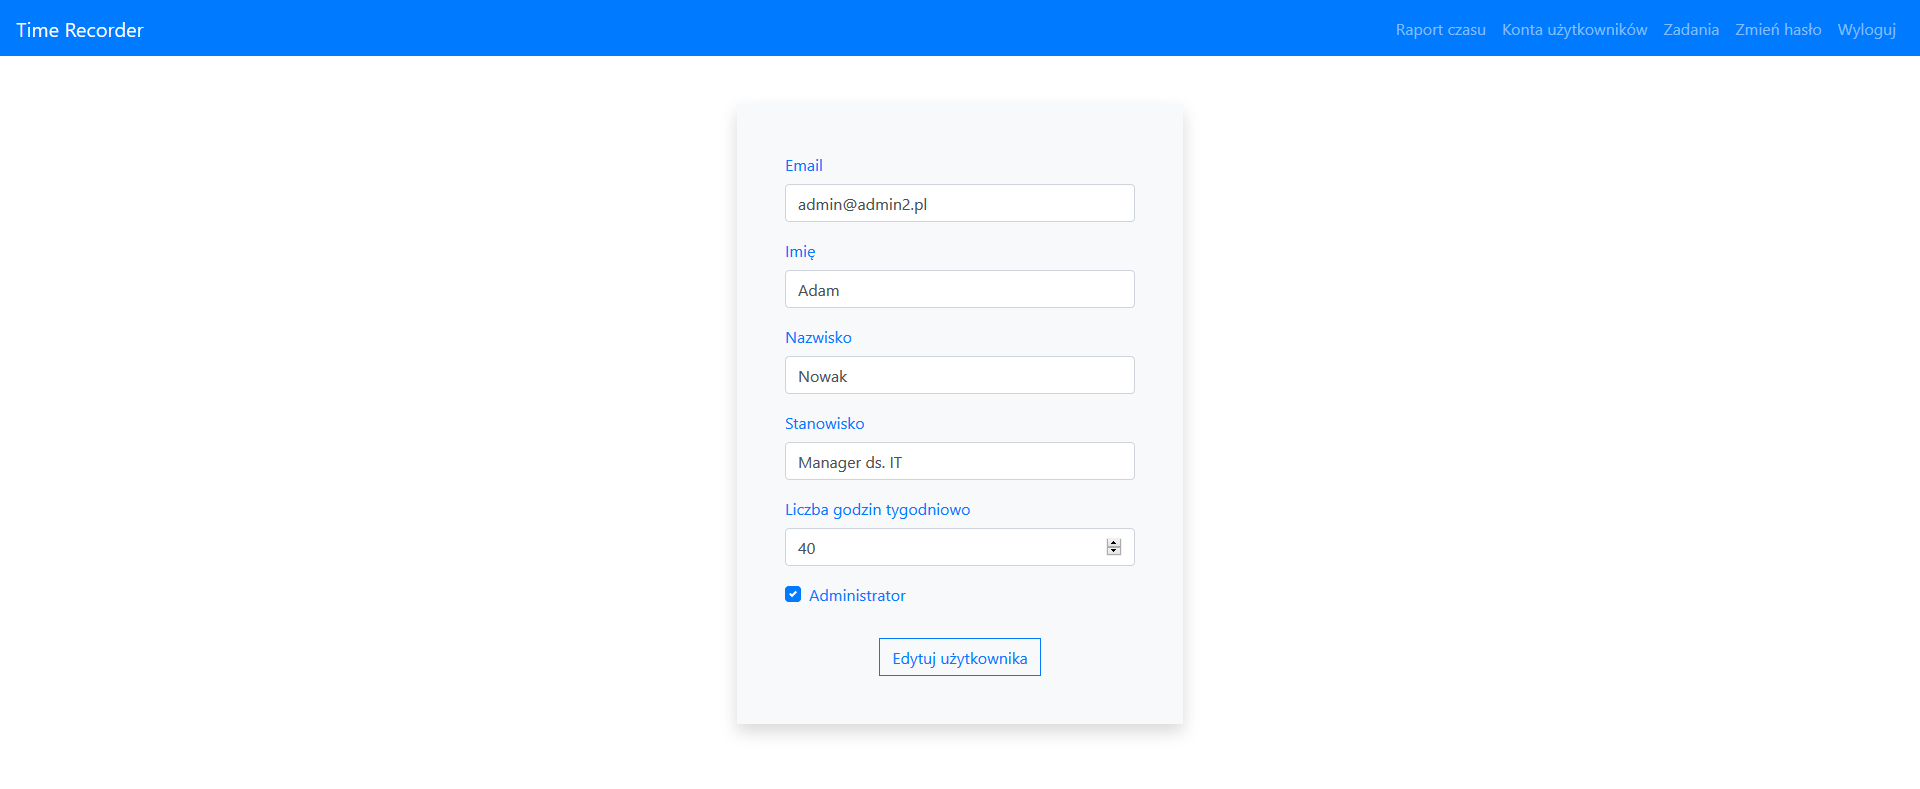 Time Recorder
Raport czasu Konta użytkowników Zadania Zmień hasło Wyloguj
Email
admin@admin2.pl
Imię
Adam
Nazwisko
Nowak
Stanowisko
Manager ds. IT
Liczba godzin tygodniowo
40
Administrator
Edytuj użytkownika